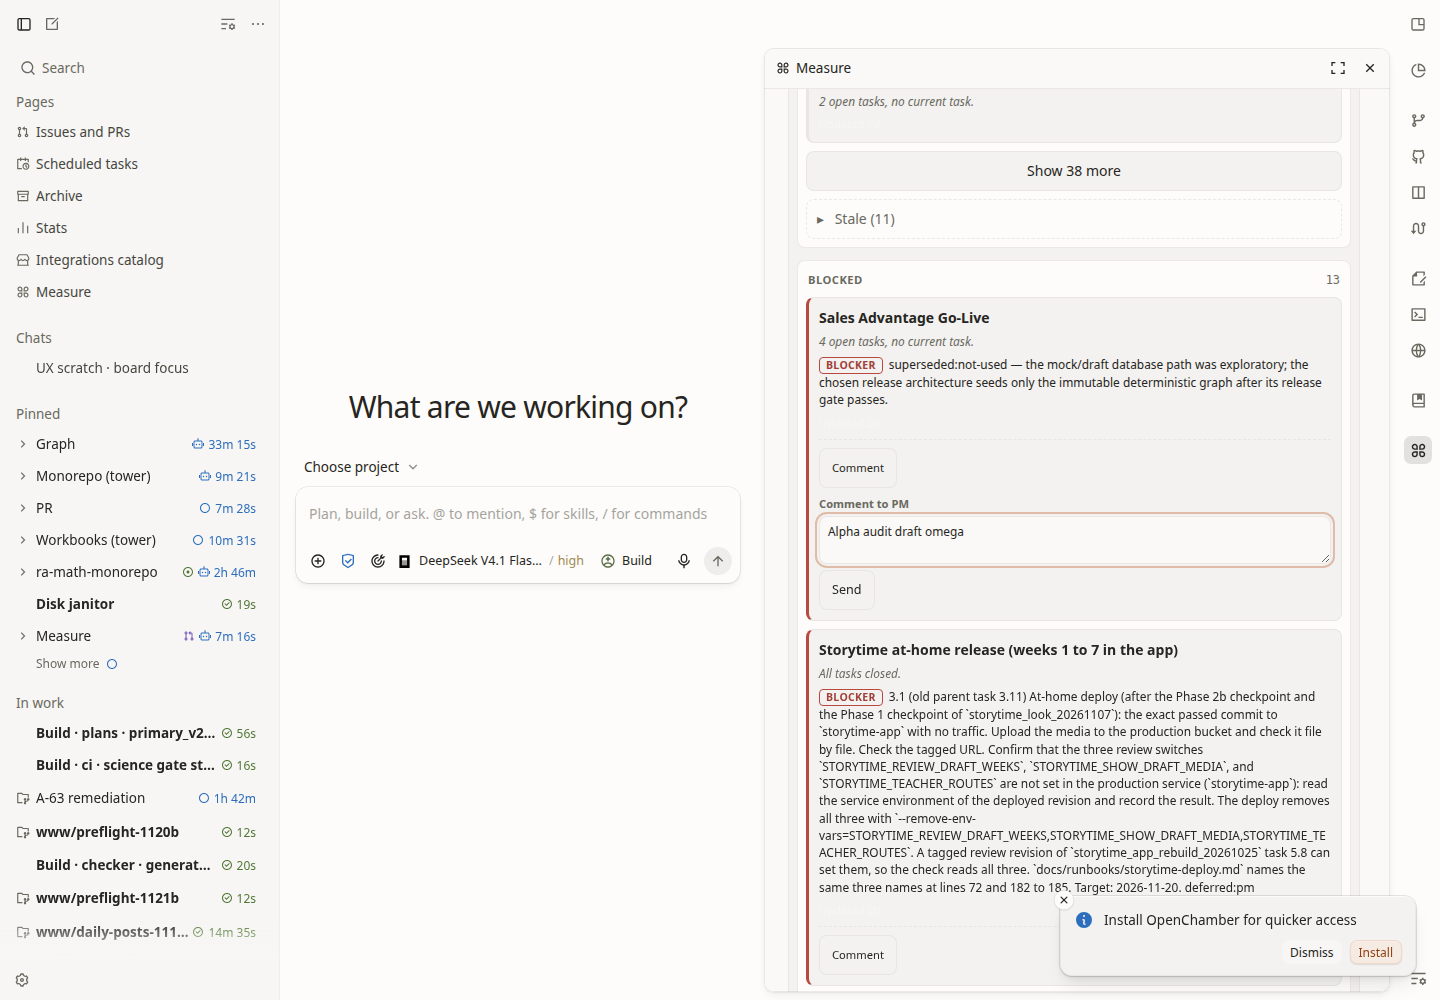 Search
Pages
Issues and PRs
Scheduled tasks
Archive
Stats
Integrations catalog
Measure
Chats
UX scratch · board focus
Pinned
Graph 33m 15s
Monorepo (tower) 9m 21s
PR 7m 28s
Workbooks (tower) 10m 31s
ra-math-monorepo 2h 46m
Disk janitor 19s
Measure 7m 16s
Show more
In work
Build · plans · primary_v2... 56s
Build · ci · science gate st... 16s
A-63 remediation 1h 42m
www/preflight-1120b 12s
Build · checker · generat... 20s
www/preflight-1121b 12s
www/daily-posts-111... 14m 35s
What are we working on?
Choose project
Plan, build, or ask. @ to mention, $ for skills, / for commands
DeepSeek V4.1 Flas... / high Build
Measure
2 open tasks, no current task.
Show 38 more
Stale (11)
BLOCKED 13
Sales Advantage Go-Live
4 open tasks, no current task.
BLOCKER superseded:not-used — the mock/draft database path was exploratory; the
chosen release architecture seeds only the immutable deterministic graph after its release
gate passes.
Comment
Comment to PM
Alpha audit draft omega
Send
Storytime at-home release (weeks 1 to 7 in the app)
All tasks closed.
BLOCKER 3.1 (old parent task 3.11) At-home deploy (after the Phase 2b checkpoint and
the Phase 1 checkpoint of `storytime_look_20261107`): the exact passed commit to
`storytime-app` with no traffic. Upload the media to the production bucket and check it file
by file. Check the tagged URL. Confirm that the three review switches
`STORYTIME_REVIEW_DRAFT_WEEKS`, `STORYTIME_SHOW_DRAFT_MEDIA`, and
`STORYTIME_TEACHER_ROUTES` are not set in the production service (`storytime-app`): read
the service environment of the deployed revision and record the result. The deploy removes
all three with `--remove-env-
vars=STORYTIME_REVIEW_DRAFT_WEEKS,STORYTIME_SHOW_DRAFT_MEDIA,STORYTIME_TE
ACHER_ROUTES`. A tagged review revision of `storytime_app_rebuild_20261025` task 5.8 can
set them, so the check reads all three. `docs/runbooks/storytime-deploy.md` names the
same three names at lines 72 and 182 to 185. Target: 2026-11-20. deferred:pm
Comment
Install OpenChamber for quicker access
Dismiss
Install